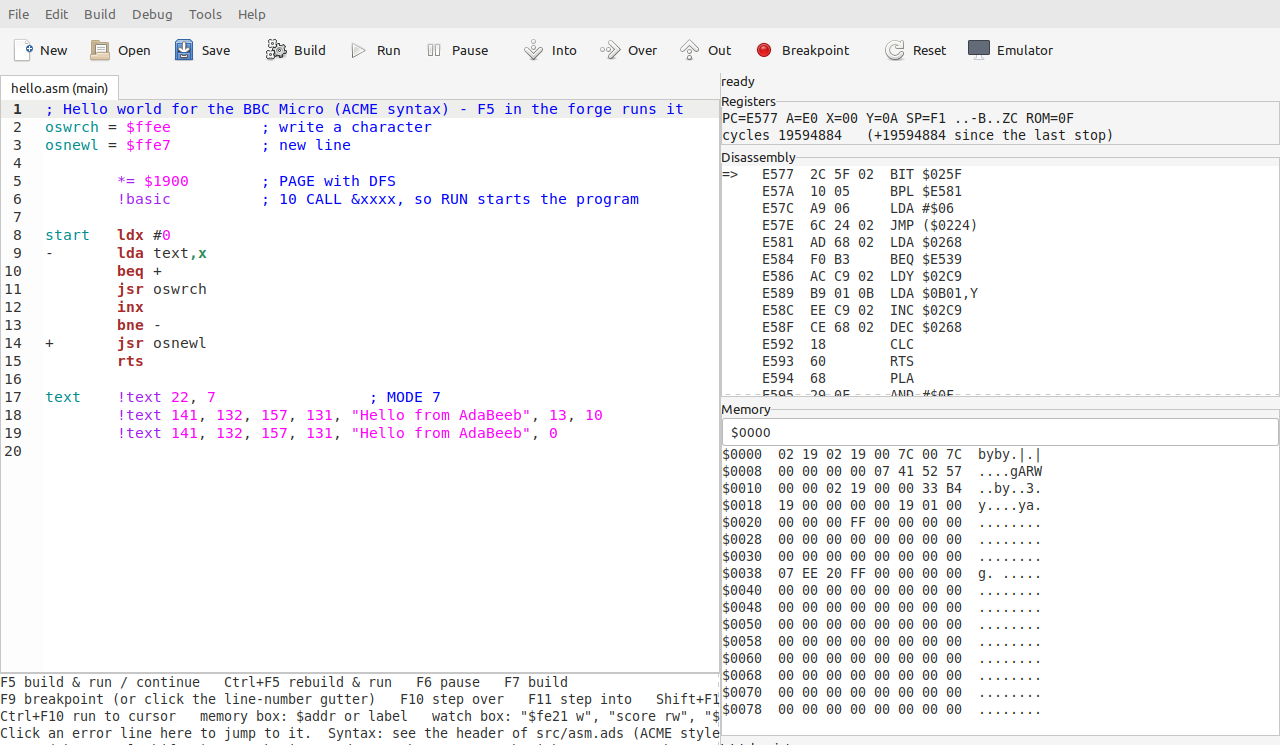 File Edit Build Debug Tools Help
New Open Save Build Run Pause Into Over Out Breakpoint Reset Emulator
hello.asm (main)
1 ; Hello world for the BBC Micro (ACME syntax) - F5 in the forge runs it
2 oswrch = $ffee ; write a character
3 osnewl = $ffe7 ; new line
4
5 *= $1900 ; PAGE with DFS
6 !basic ; 10 CALL &xxxx, so RUN starts the program
7
8 start ldx #0
9 - lda text,x
10 beq +
11 jsr oswrch
12 inx
13 bne -
14 + jsr osnewl
15 rts
16
17 text !text 22, 7 ; MODE 7
18 !text 141, 132, 157, 131, "Hello from AdaBeeb", 13, 10
19 !text 141, 132, 157, 131, "Hello from AdaBeeb", 0
20
F5 build & run / continue Ctrl+F5 rebuild & run F6 pause F7 build
F9 breakpoint (or click the line-number gutter) F10 step over F11 step into Shift+F1
Ctrl+F10 run to cursor memory box: $addr or label watch box: "$fe21 w", "score rw", "$
Click an error line here to jump to it. Syntax: see the header of src/asm.ads (ACME style
ready
Registers
PC=E577 A=E0 X=00 Y=0A SP=F1 ..-B..ZC ROM=0F
cycles 19594884 (+19594884 since the last stop)
Disassembly
=> E577 2C 5F 02 BIT $025F
E57A 10 05 BPL $E581
E57C A9 06 LDA #$06
E57E 6C 24 02 JMP ($0224)
E581 AD 68 02 LDA $0268
E584 F0 B3 BEQ $E539
E586 AC C9 02 LDY $02C9
E589 B9 01 0B LDA $0B01,Y
E58C EE C9 02 INC $02C9
E58F CE 68 02 DEC $0268
E592 18 CLC
E593 60 RTS
E594 68 PLA
E595 29 0F AND #$0F
Memory
$0000
$0000 02 19 02 19 00 7C 00 7C byby.|.|
$0008 00 00 00 00 07 41 52 57 ....gARW
$0010 00 00 02 19 00 00 33 B4 ..by..3.
$0018 19 00 00 00 00 19 01 00 y....ya.
$0020 00 00 00 FF 00 00 00 00 ........
$0028 00 00 00 00 00 00 00 00 ........
$0030 00 00 00 00 00 00 00 00 ........
$0038 07 EE 20 FF 00 00 00 00 g. .....
$0040 00 00 00 00 00 00 00 00 ........
$0048 00 00 00 00 00 00 00 00 ........
$0050 00 00 00 00 00 00 00 00 ........
$0058 00 00 00 00 00 00 00 00 ........
$0060 00 00 00 00 00 00 00 00 ........
$0068 00 00 00 00 00 00 00 00 ........
$0070 00 00 00 00 00 00 00 00 ........
$0078 00 00 00 00 00 00 00 00 ........